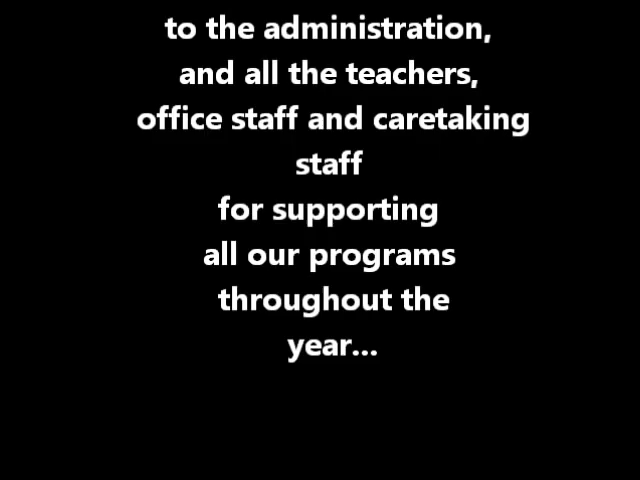 to the administration,
and all the teachers,
office staff and caretaking
staff
for supporting
all our programs
throughout the
year...